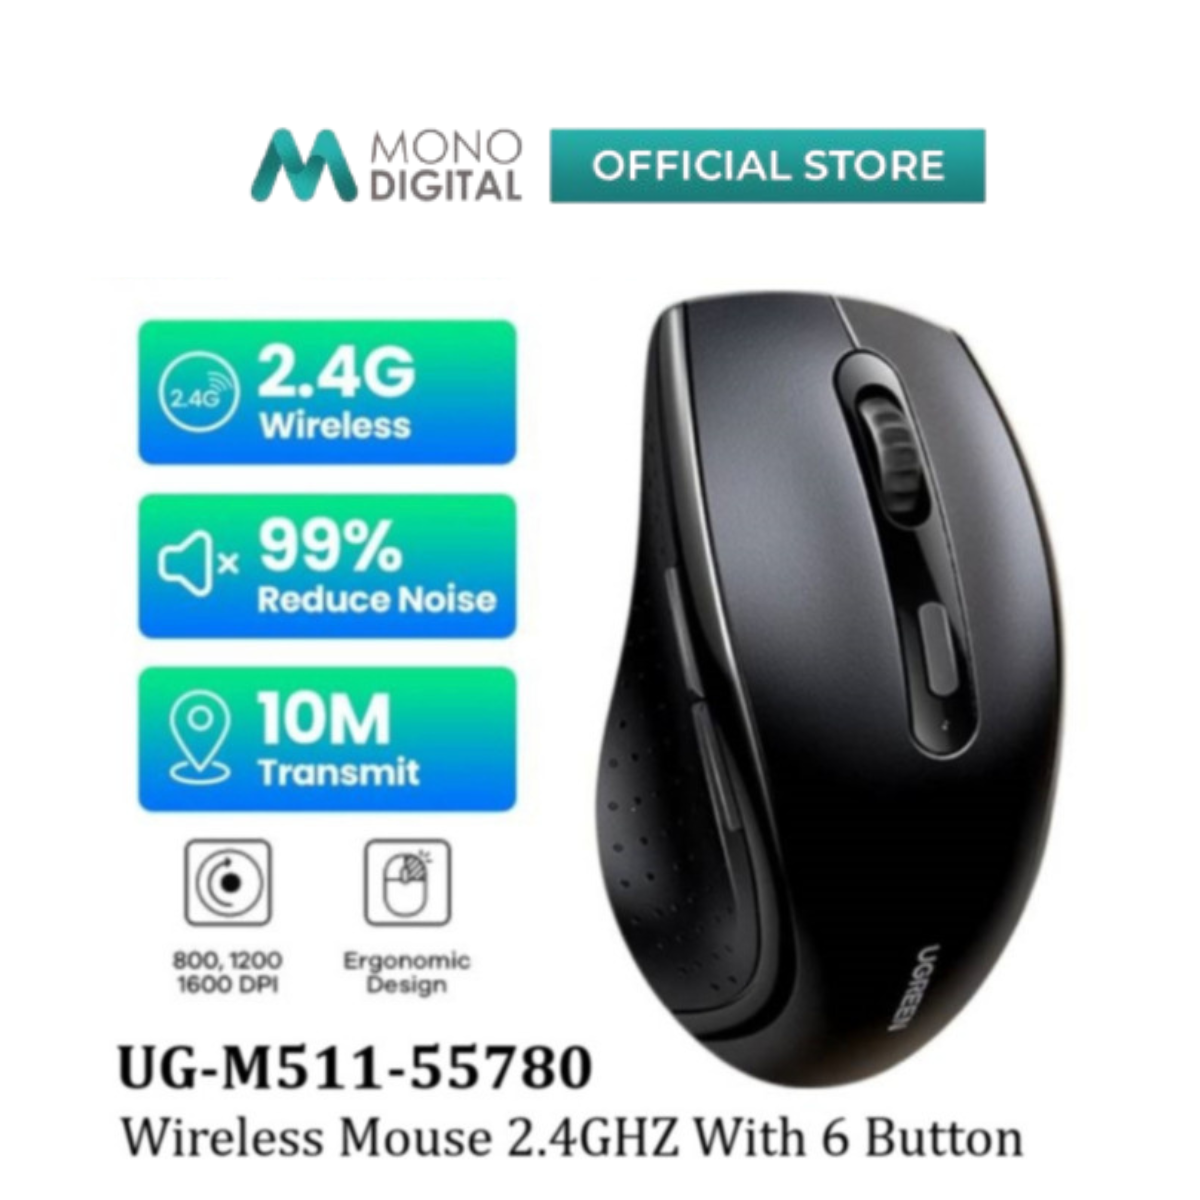 MONO
DIGITAL
OFFICIAL STORE
2.4G
2.4G
Wireless
99%
Reduce Noise
10M
Transmit
800, 1200
1600 DPI
Ergonomic
Design
UGREEN
UG-M511-55780
Wireless Mouse 2.4GHZ With 6 Button